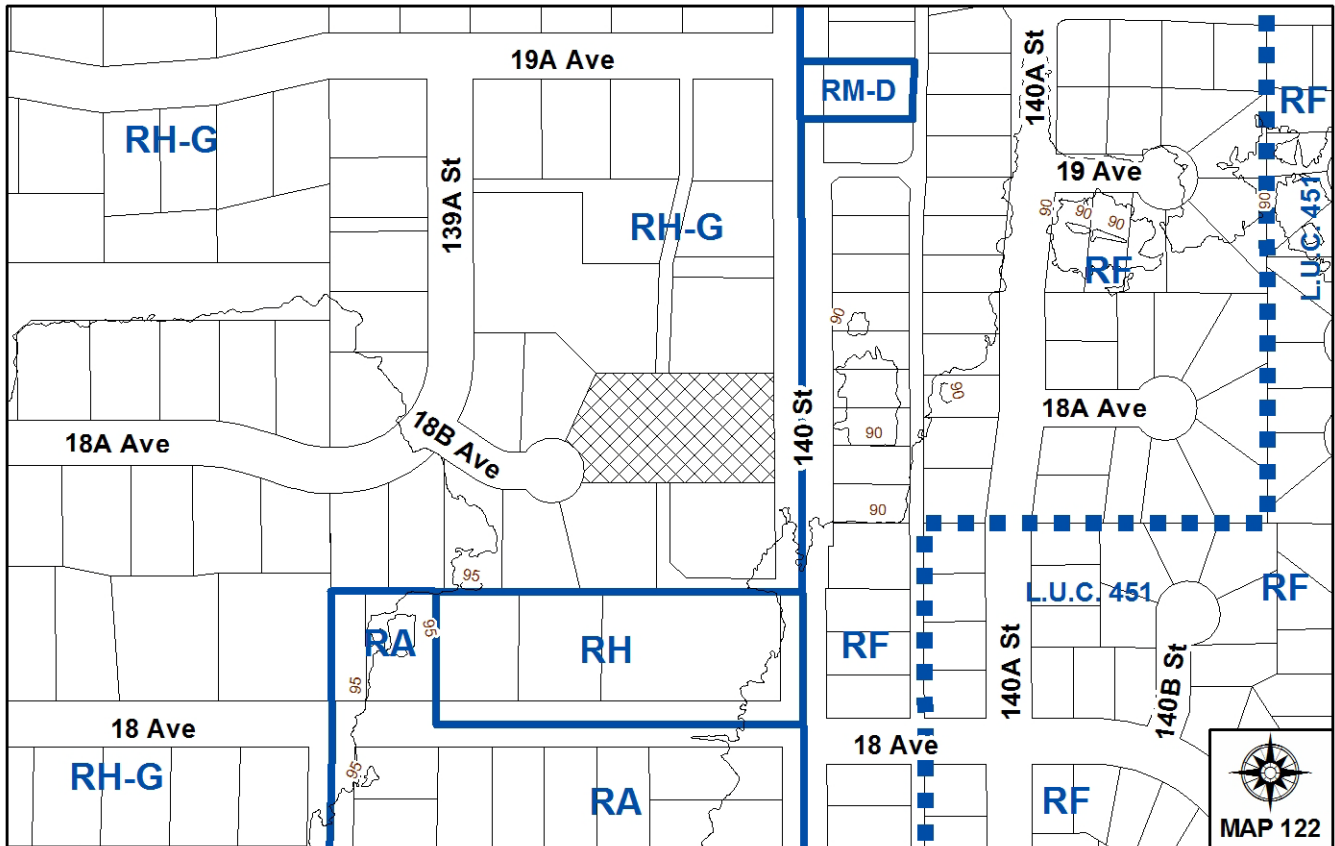 19A Ave
RM-D
140A St
RF
RH-G
19 Ave
139A St
RH-G
90
90
90
90
L.U.C. 451
RF
90
90
18A Ave
140 St
18B Ave
18A Ave
90
90
95
L.U.C. 451
RF
RA
95
RH
RF
140A St
140B St
95
18 Ave
18 Ave
RH-G
95
RA
RF
MAP 122